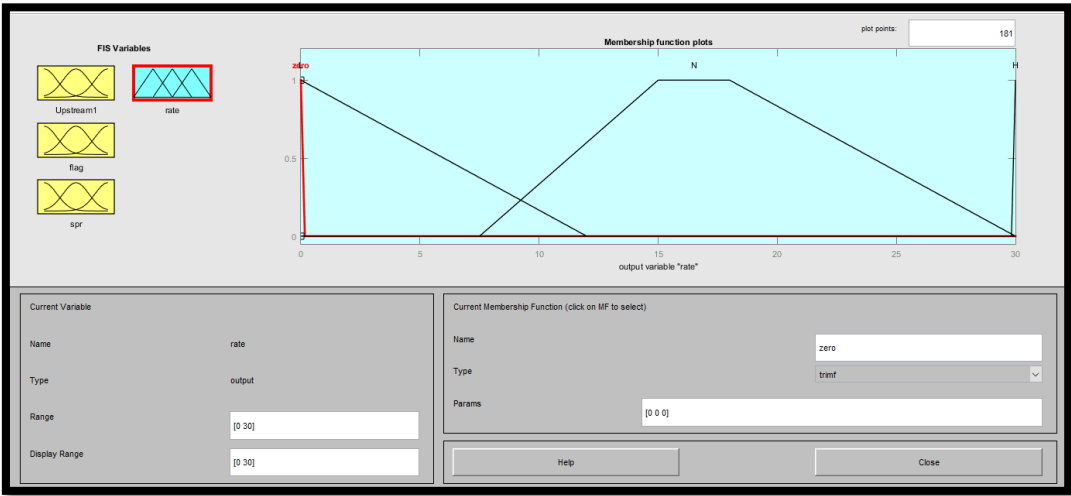 plot points:
181
FIS Variables
Membership function plots
Upstream1
rate
flag
spr
zero
N
H
1
0.5
0
0
5
10
15
20
25
30
output variable "rate"
Current Variable
Name
rate
Type
output
Range
[0 30]
Display Range
[0 30]
Current Membership Function (click on MF to select)
Name
zero
Type
trimf
Params
[0 0 0]
Help
Close